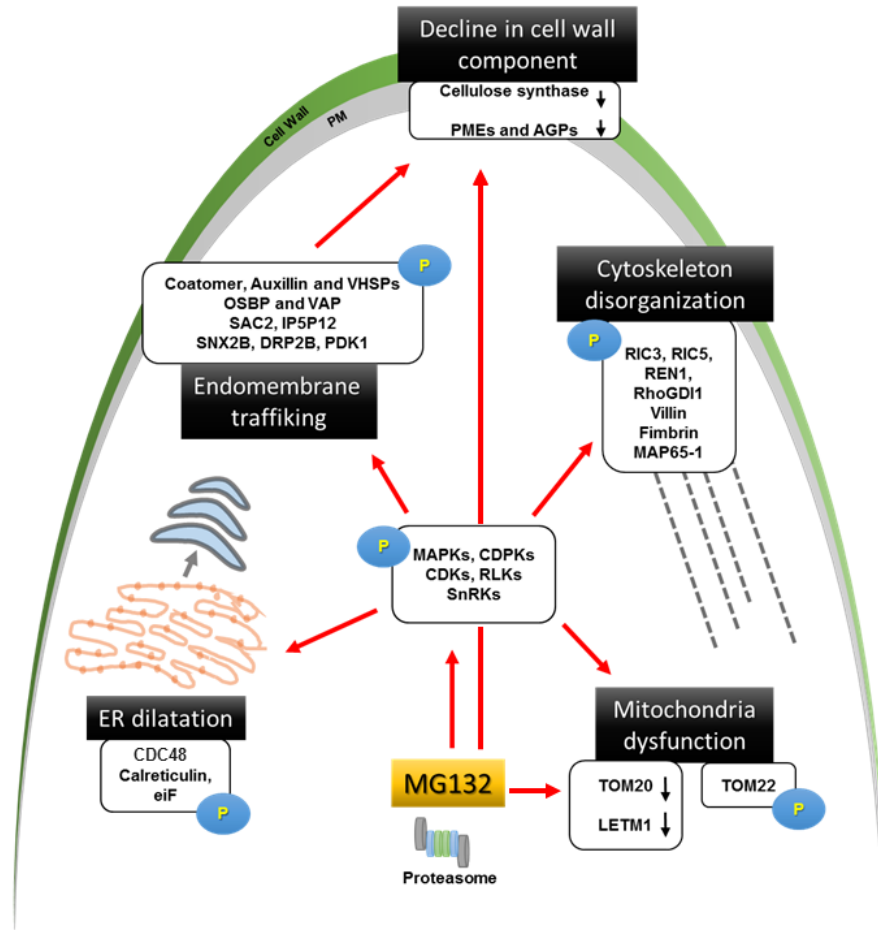 Decline in cell wall
component
Cellulose synthase
PMEs and AGPs
Cell Wall
PM
P
Coatomer, Auxillin and VHSPs
OSBP and VAP
SAC2, IP5P12
SNX2B, DRP2B, PDK1
Endomembrane
traffiking
Cytoskeleton
disorganization
P
RIC3, RIC5,
REN1,
RhoGDI1
Villin
Fimbrin
MAP65-1
P
MAPKs, CDPKs
CDKs, RLKs
SnRKs
ER dilatation
CDC48
Calreticulin,
eiF
P
MG132
Proteasome
Mitochondria
dysfunction
TOM20
LETM1
TOM22
P